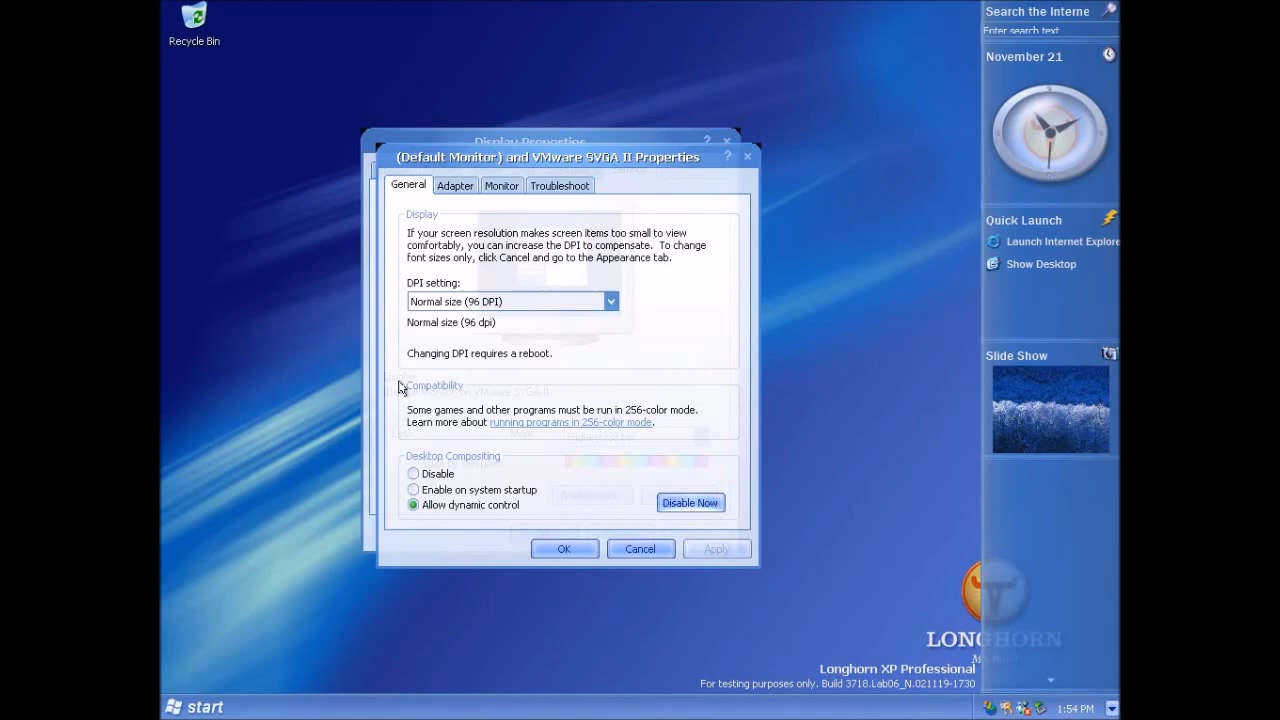 Recycle Bin
Search the Interne
Enter search text
November 21
Quick Launch
Launch Internet Explore
Show Desktop
Slide Show
Display Properties
(Default Monitor) and VMware SVGA II Properties
General Adapter Monitor Troubleshoot
Display
If your screen resolution makes screen items too small to view
comfortably, you can increase the DPI to compensate. To change
font sizes only, click Cancel and go to the Appearance tab.
DPI setting:
Normal size (96 DPI)
Normal size (96 dpi)
Changing DPI requires a reboot.
Compatibility
Some games and other programs must be run in 256-color mode.
Learn more about running programs in 256-color mode.
Desktop Compositing
Disable
Enable on system startup
Allow dynamic control
Disable Now
OK Cancel Apply
LONGHORN
Longhorn XP Professional
For testing purposes only. Build 3718.Lab06_N.021119-1730
start
1:54 PM